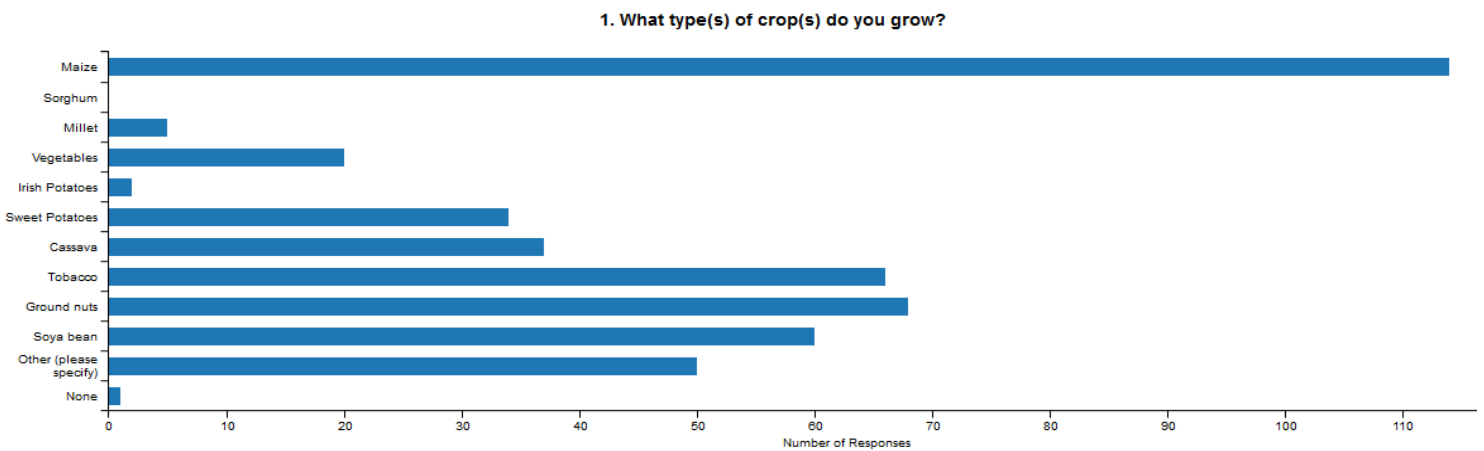 1. What type(s) of crop(s) do you grow?
Maize
Sorghum
Millet
Vegetables
Irish Potatoes
Sweet Potatoes
Cassava
Tobacco
Ground nuts
Soya bean
Other (please
specify)
None
0 10 20 30 40 50 60 70 80 90 100 110
Number of Responses